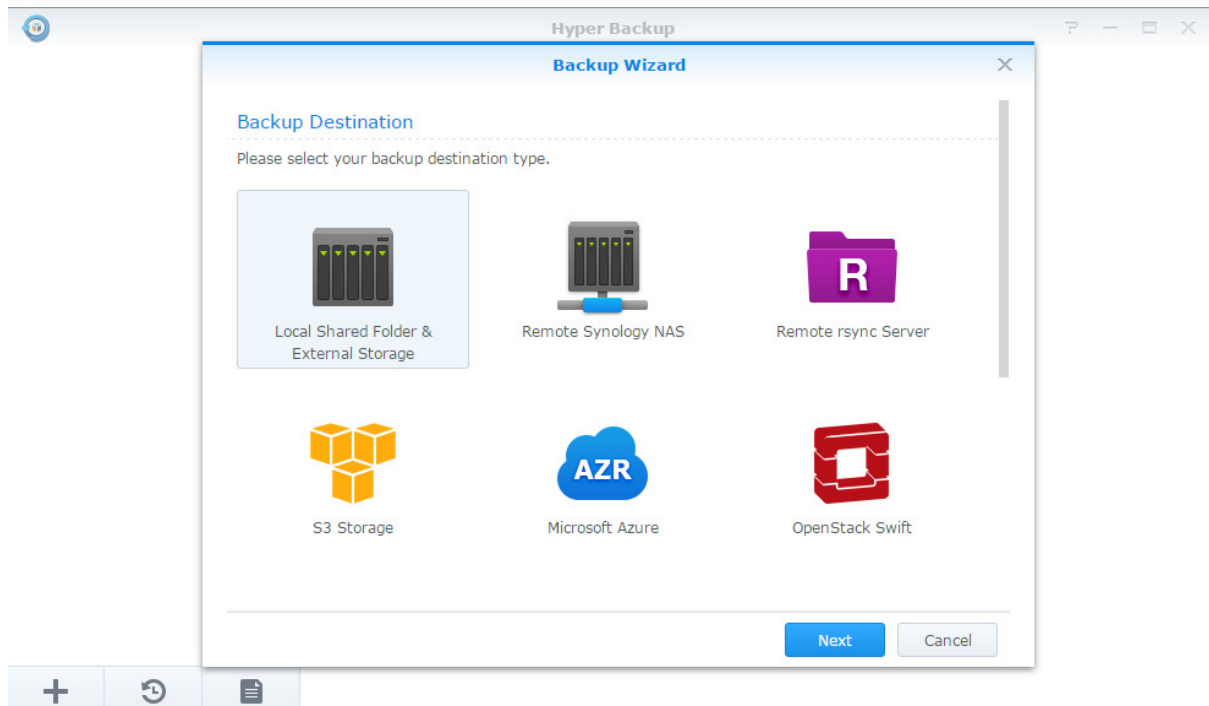 Hyper Backup
Backup Wizard
Backup Destination
Please select your backup destination type.
Local Shared Folder &
External Storage
Remote Synology NAS
R
Remote rsync Server
S3 Storage
AZR
Microsoft Azure
OpenStack Swift
Next
Cancel